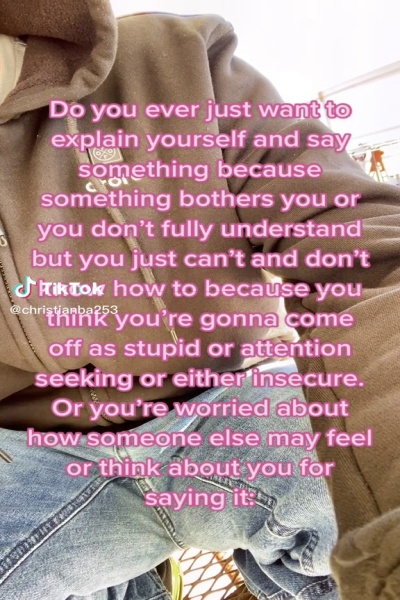 Do you ever just want to
explain yourself and say
something because
something bothers you or
you don't fully understand
but you just can't and don't
how to because you
TikTok
@christianba253
think you're gonna come
off as stupid or attention
seeking or either insecure.
Or you're worried about
how someone else may feel
or think about you for
saying it.